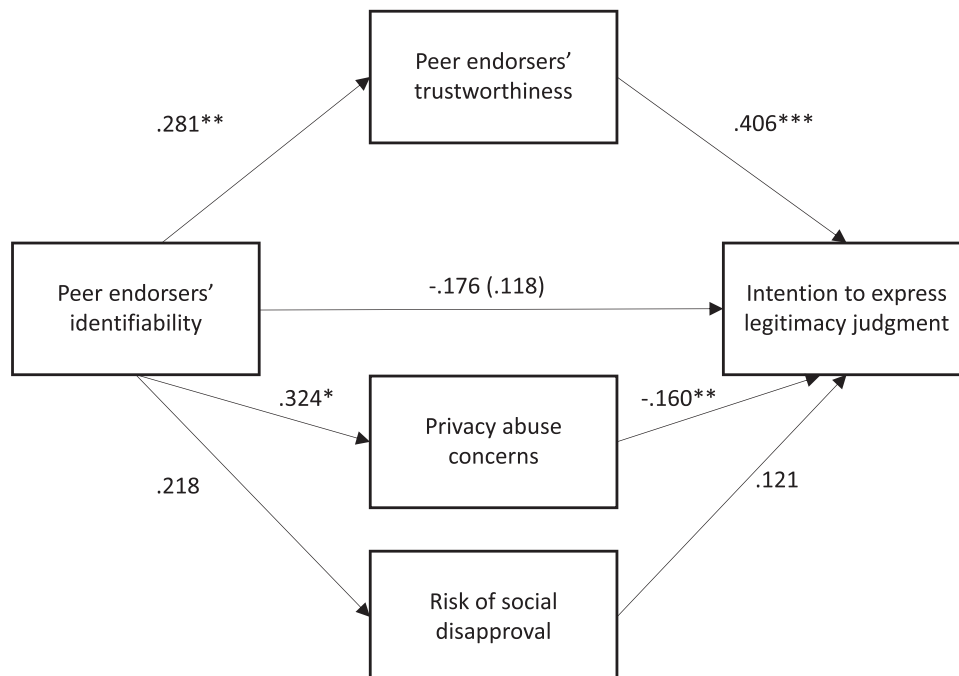 Peer endorsers’
trustworthiness
.281**
.406***
Peer endorsers’
identifiability
-.176 (.118)
Intention to express
legitimacy judgment
.324*
Privacy abuse
concerns
-.160**
.218
.121
Risk of social
disapproval